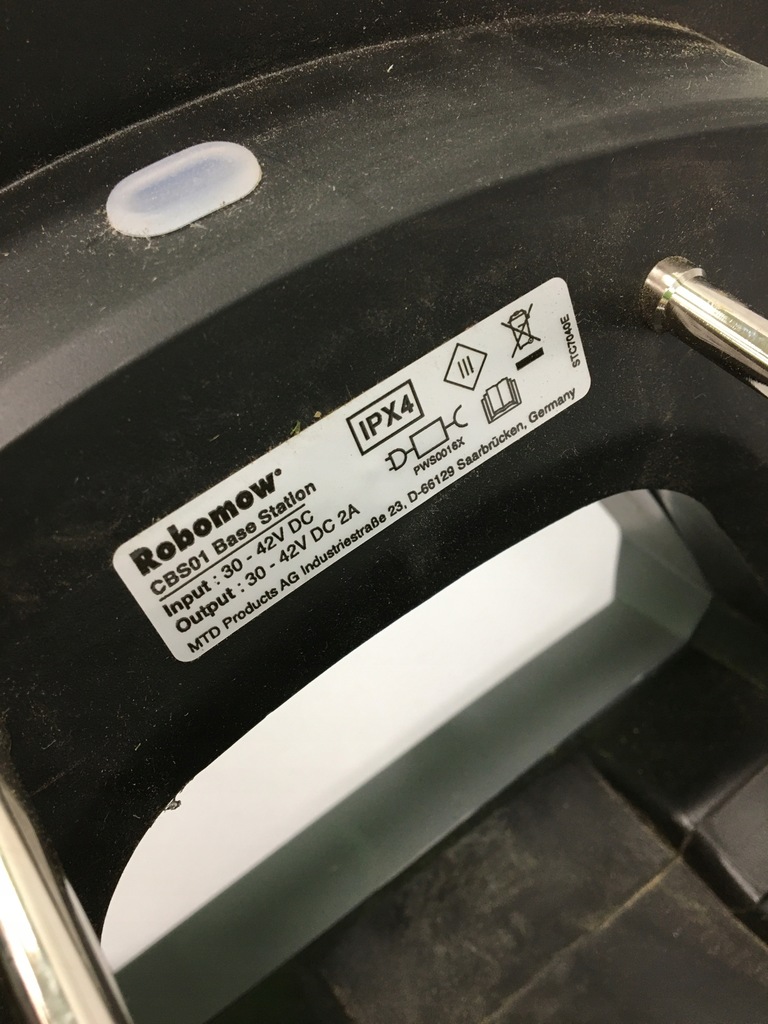 Robomow®
CBS01 Base Station
Input : 30 - 42V DC
Output : 30 - 42V DC 2A
MTD Products AG Industriestraße 23, D-66129 Saarbrücken, Germany
IPX4
III
PWS0016X
STC7040E